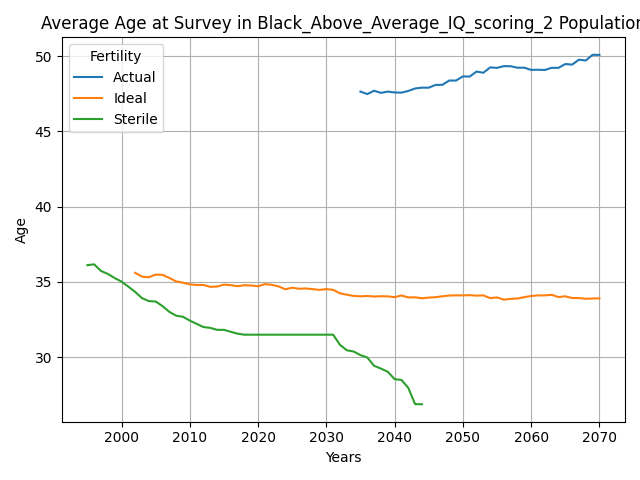 Average Age at Survey in Black_Above_Average_IQ_scoring_2 Population
Fertility
Actual
Ideal
Sterile
50
45
40
35
30
Age
2000 2010 2020 2030 2040 2050 2060 2070
Years